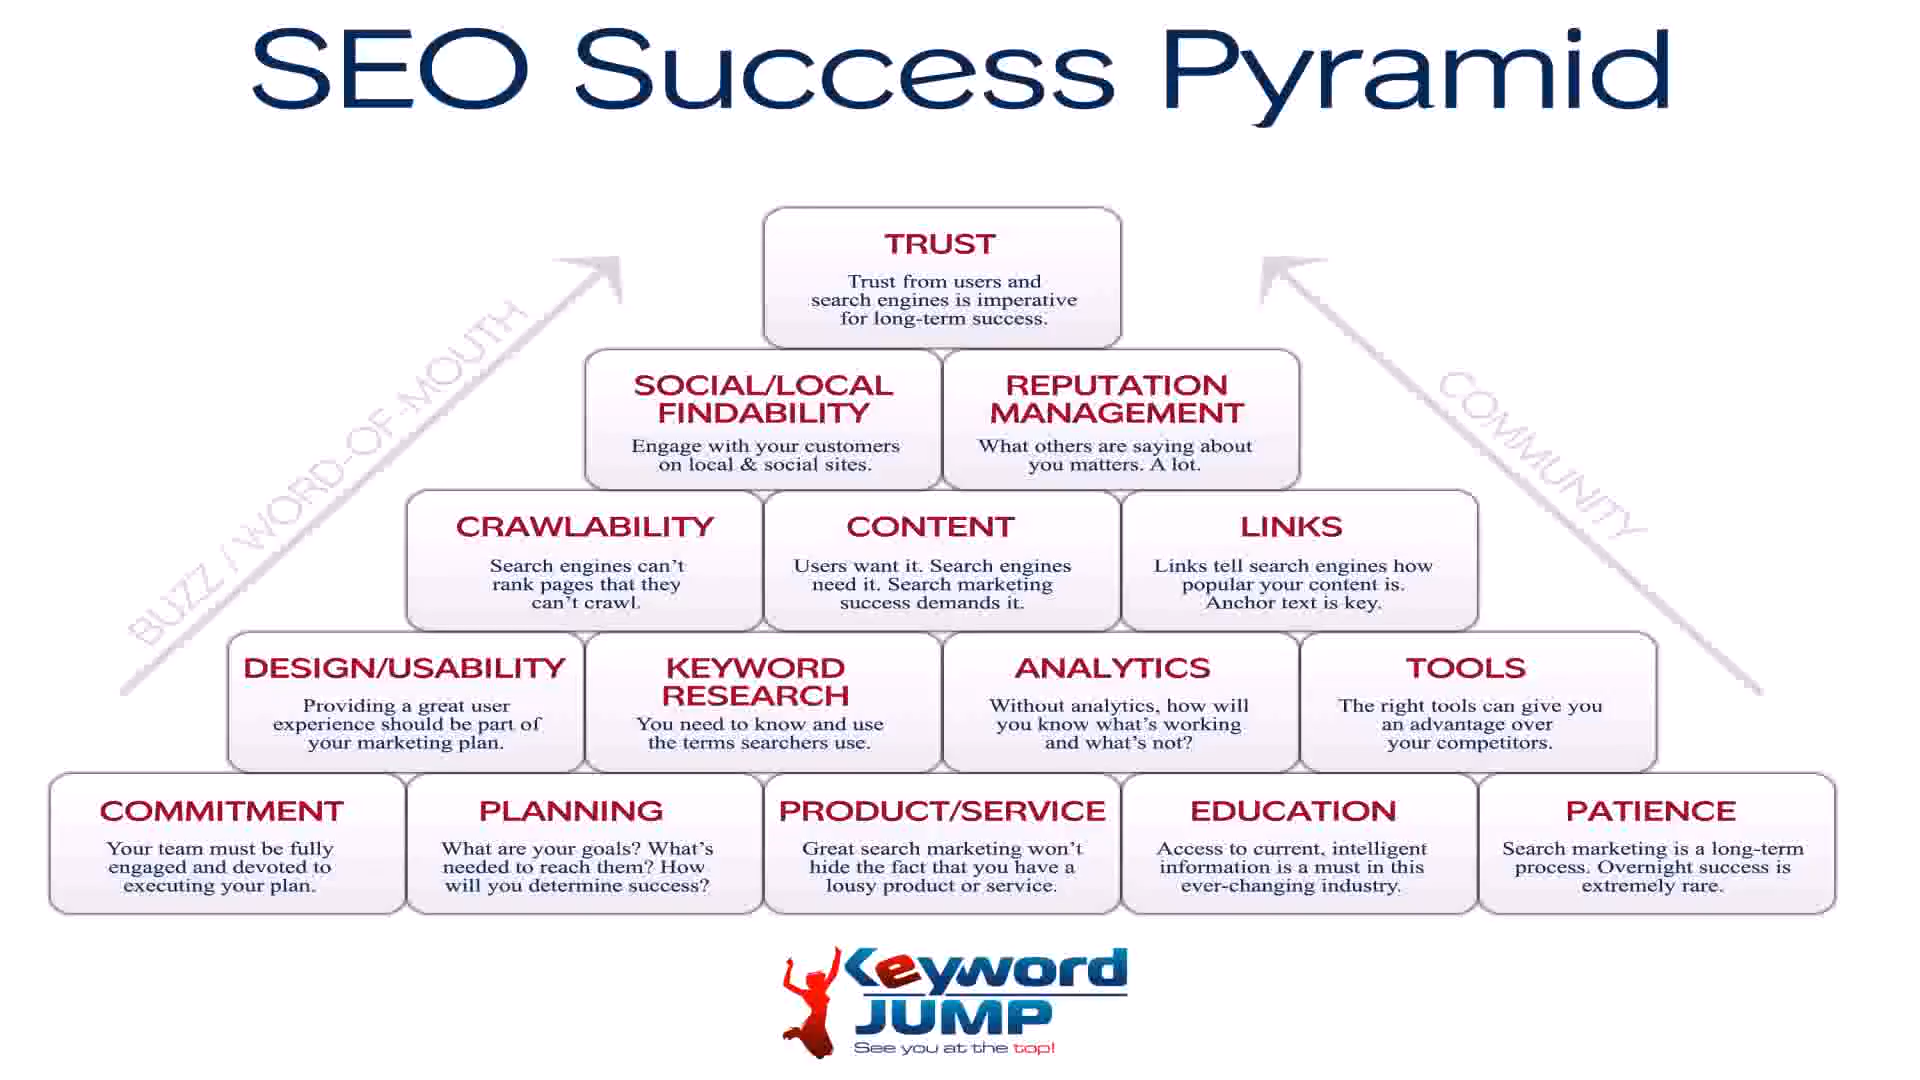 SEO Success Pyramid
TRUST
Trust from users and
search engines is imperative
for long-term success.
BUZZ / WORD-OF-MOUTH
COMMUNITY
SOCIAL/LOCAL
FINDABILITY
Engage with your customers
on local & social sites.
REPUTATION
MANAGEMENT
What others are saying about
you matters. A lot.
CRAWLABILITY
Search engines can't
rank pages that they
can't crawl.
CONTENT
Users want it. Search engines
need it. Search marketing
success demands it.
LINKS
Links tell search engines how
popular your content is.
Anchor text is key.
DESIGN/USABILITY
Providing a great user
experience should be part of
your marketing plan.
KEYWORD
RESEARCH
You need to know and use
the terms searchers use.
ANALYTICS
Without analytics, how will
you know what's working
and what's not?
TOOLS
The right tools can give you
an advantage over
your competitors.
COMMITMENT
Your team must be fully
engaged and devoted to
executing your plan.
PLANNING
What are your goals? What's
needed to reach them? How
will you determine success?
PRODUCT/SERVICE
Great search marketing won't
hide the fact that you have a
lousy product or service.
EDUCATION
Access to current, intelligent
information is a must in this
ever-changing industry.
PATIENCE
Search marketing is a long-term
process. Overnight success is
extremely rare.
Keyword
JUMP
See you at the top!